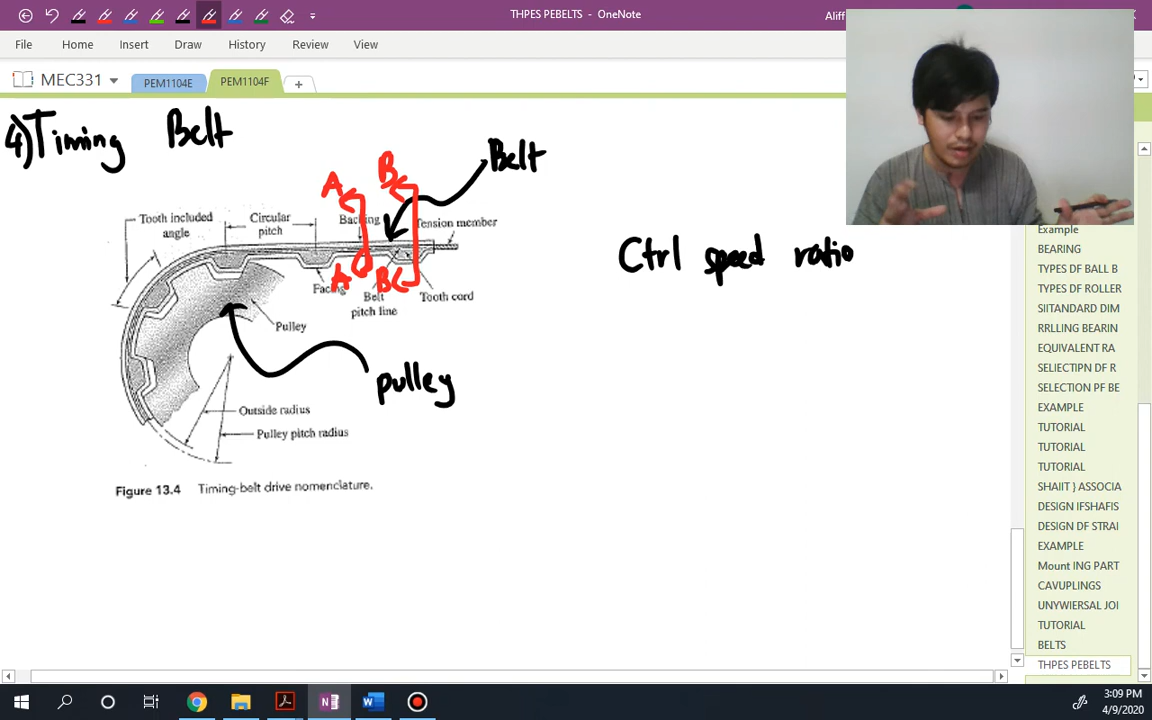 THPES PEBELTS - OneNote
Aliff
File Home Insert Draw History Review View
MEC331 PEM1104E PEM1104F
4) Timing Belt
Belt
A B
Tooth included angle
Circular pitch
Backing
Tension member
A B
Facing
Belt pitch line
Tooth cord
Pulley
pulley
Outside radius
Pulley pitch radius
Figure 13.4 Timing-belt drive nomenclature.
Ctrl speed ratio
Example
BEARING
TYPES DF BALL B
TYPES DF ROLLER
SIITANDARD DIM
RRLLING BEARIN
EQUIVALENT RA
SELIECTIPN DF R
SELECTION PF BE
EXAMPLE
TUTORIAL
TUTORIAL
TUTORIAL
SHAIIT } ASSOCIA
DESIGN IFSHAFIS
DESIGN DF STRAI
EXAMPLE
Mount ING PART
CAVUPLINGS
UNYWIERSAL JOI
TUTORIAL
BELTS
THPES PEBELTS
3:09 PM
4/9/2020